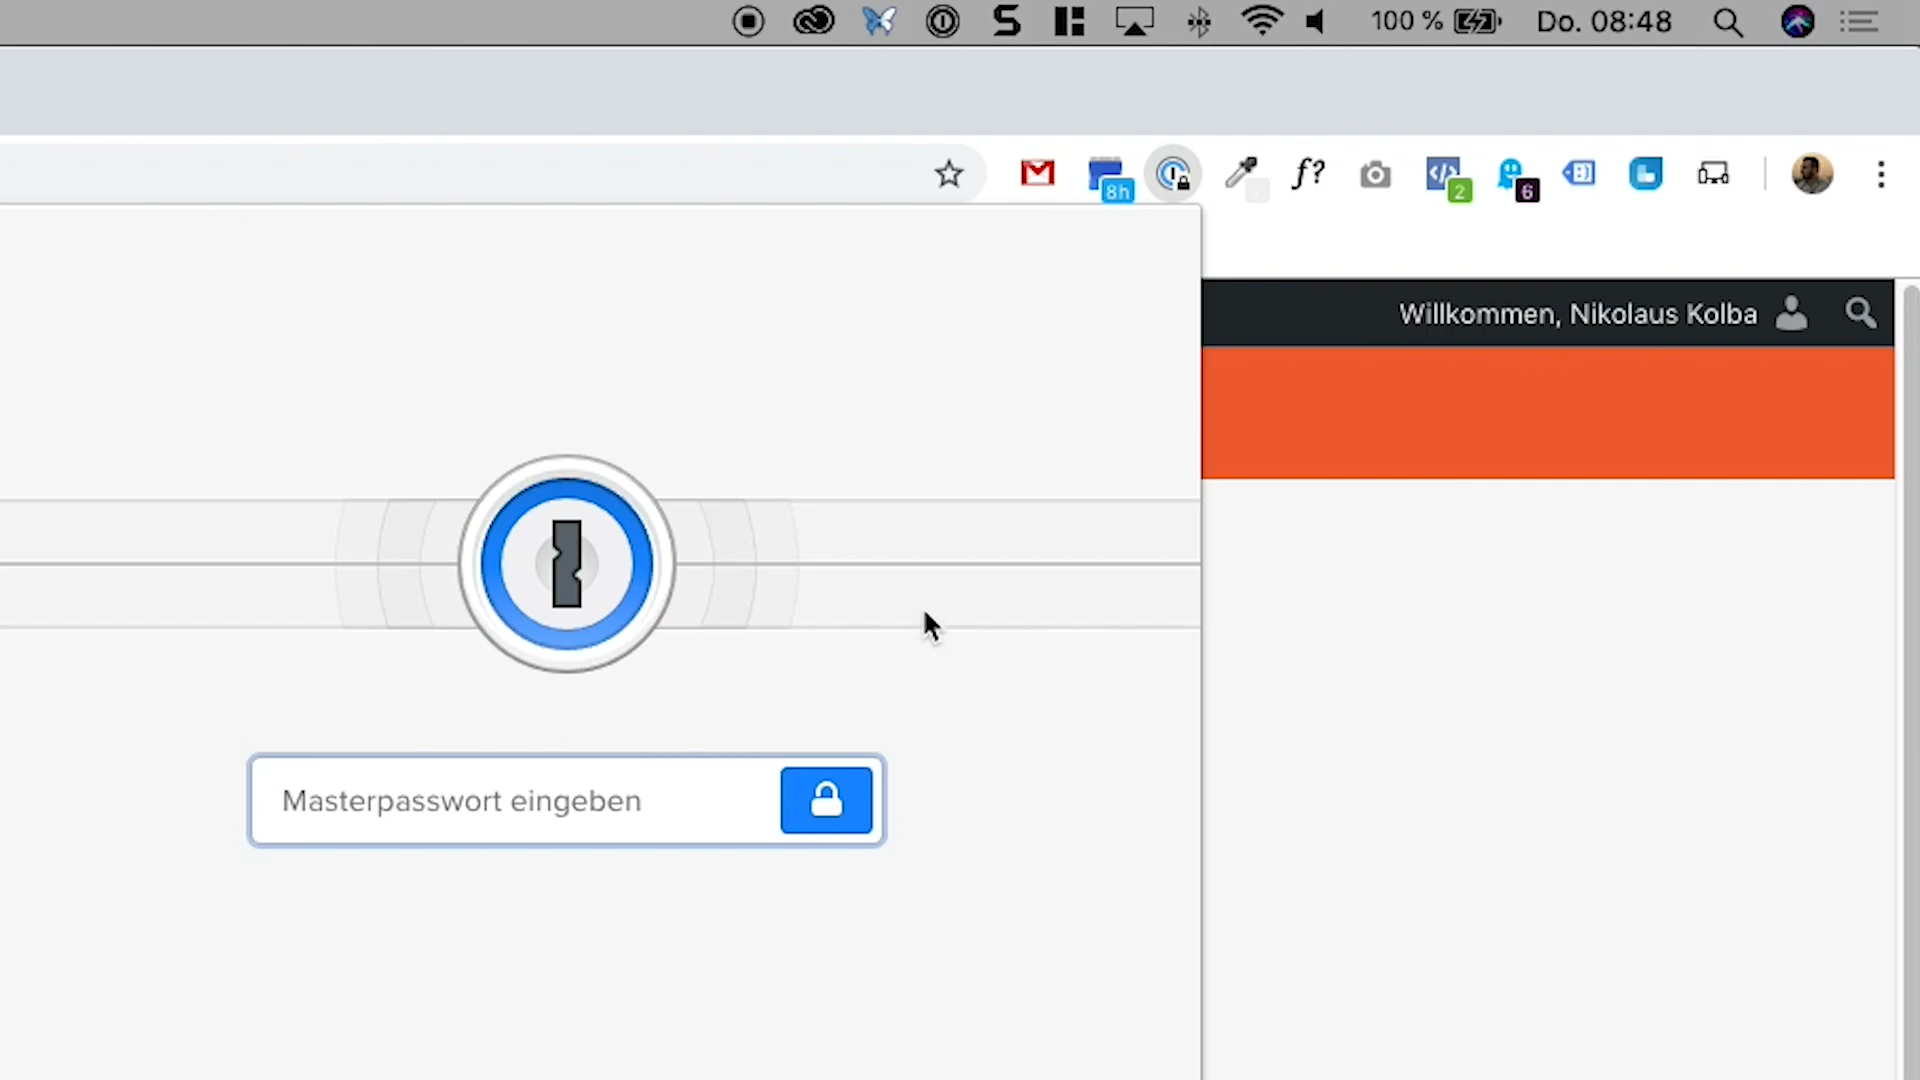 100 %
Do. 08:48
8h
f?
2
6
Willkommen, Nikolaus Kolba
Masterpasswort eingeben